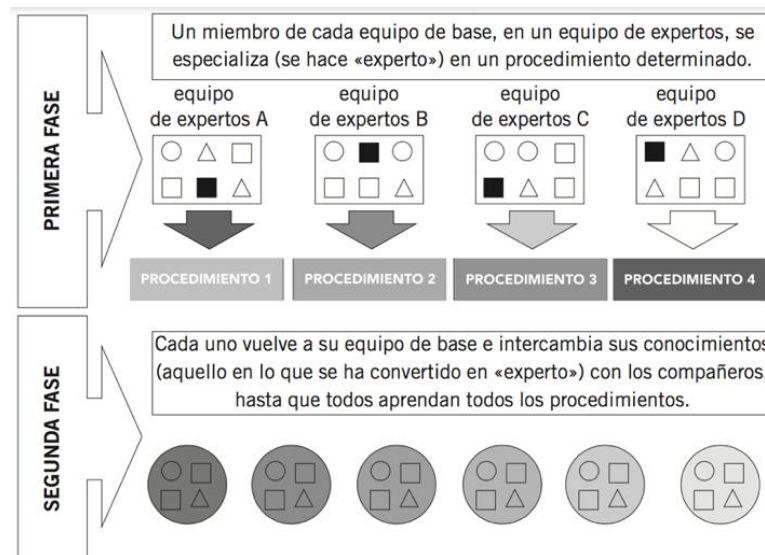 PRIMERA FASE
Un miembro de cada equipo de base, en un equipo de expertos, se
especializa (se hace «experto») en un procedimiento determinado.
equipo
de expertos A
equipo
de expertos B
equipo
de expertos C
equipo
de expertos D
PROCEDIMIENTO 1
PROCEDIMIENTO 2
PROCEDIMIENTO 3
PROCEDIMIENTO 4
SEGUNDA FASE
Cada uno vuelve a su equipo de base e intercambia sus conocimientos
(aquello en lo que se ha convertido en «experto») con los compañeros,
hasta que todos aprendan todos los procedimientos.